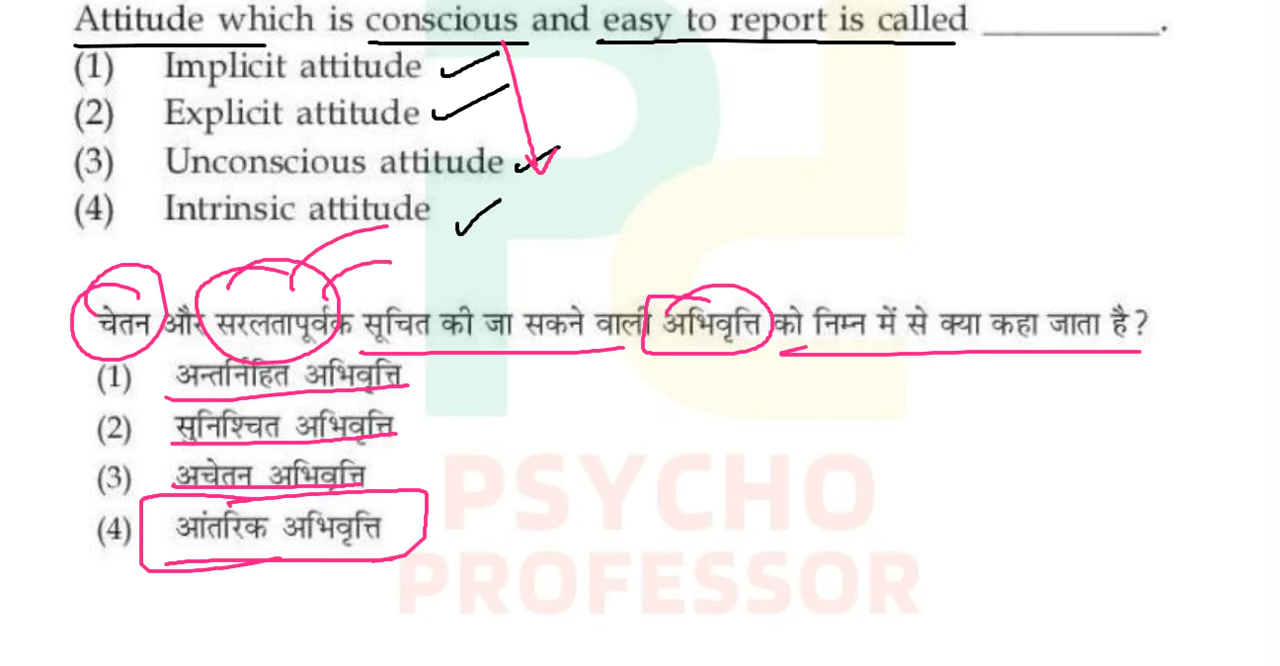 Attitude which is conscious and easy to report is called __________.
(1) Implicit attitude
(2) Explicit attitude
(3) Unconscious attitude
(4) Intrinsic attitude
चेतन और सरलतापूर्वक सूचित की जा सकने वाली अभिवृत्ति को निम्न में से क्या कहा जाता है ?
(1) अन्तर्निहित अभिवृत्ति
(2) सुनिश्चित अभिवृत्ति
(3) अचेतन अभिवृत्ति
(4) आंतरिक अभिवृत्ति
PSYCHO
PROFESSOR